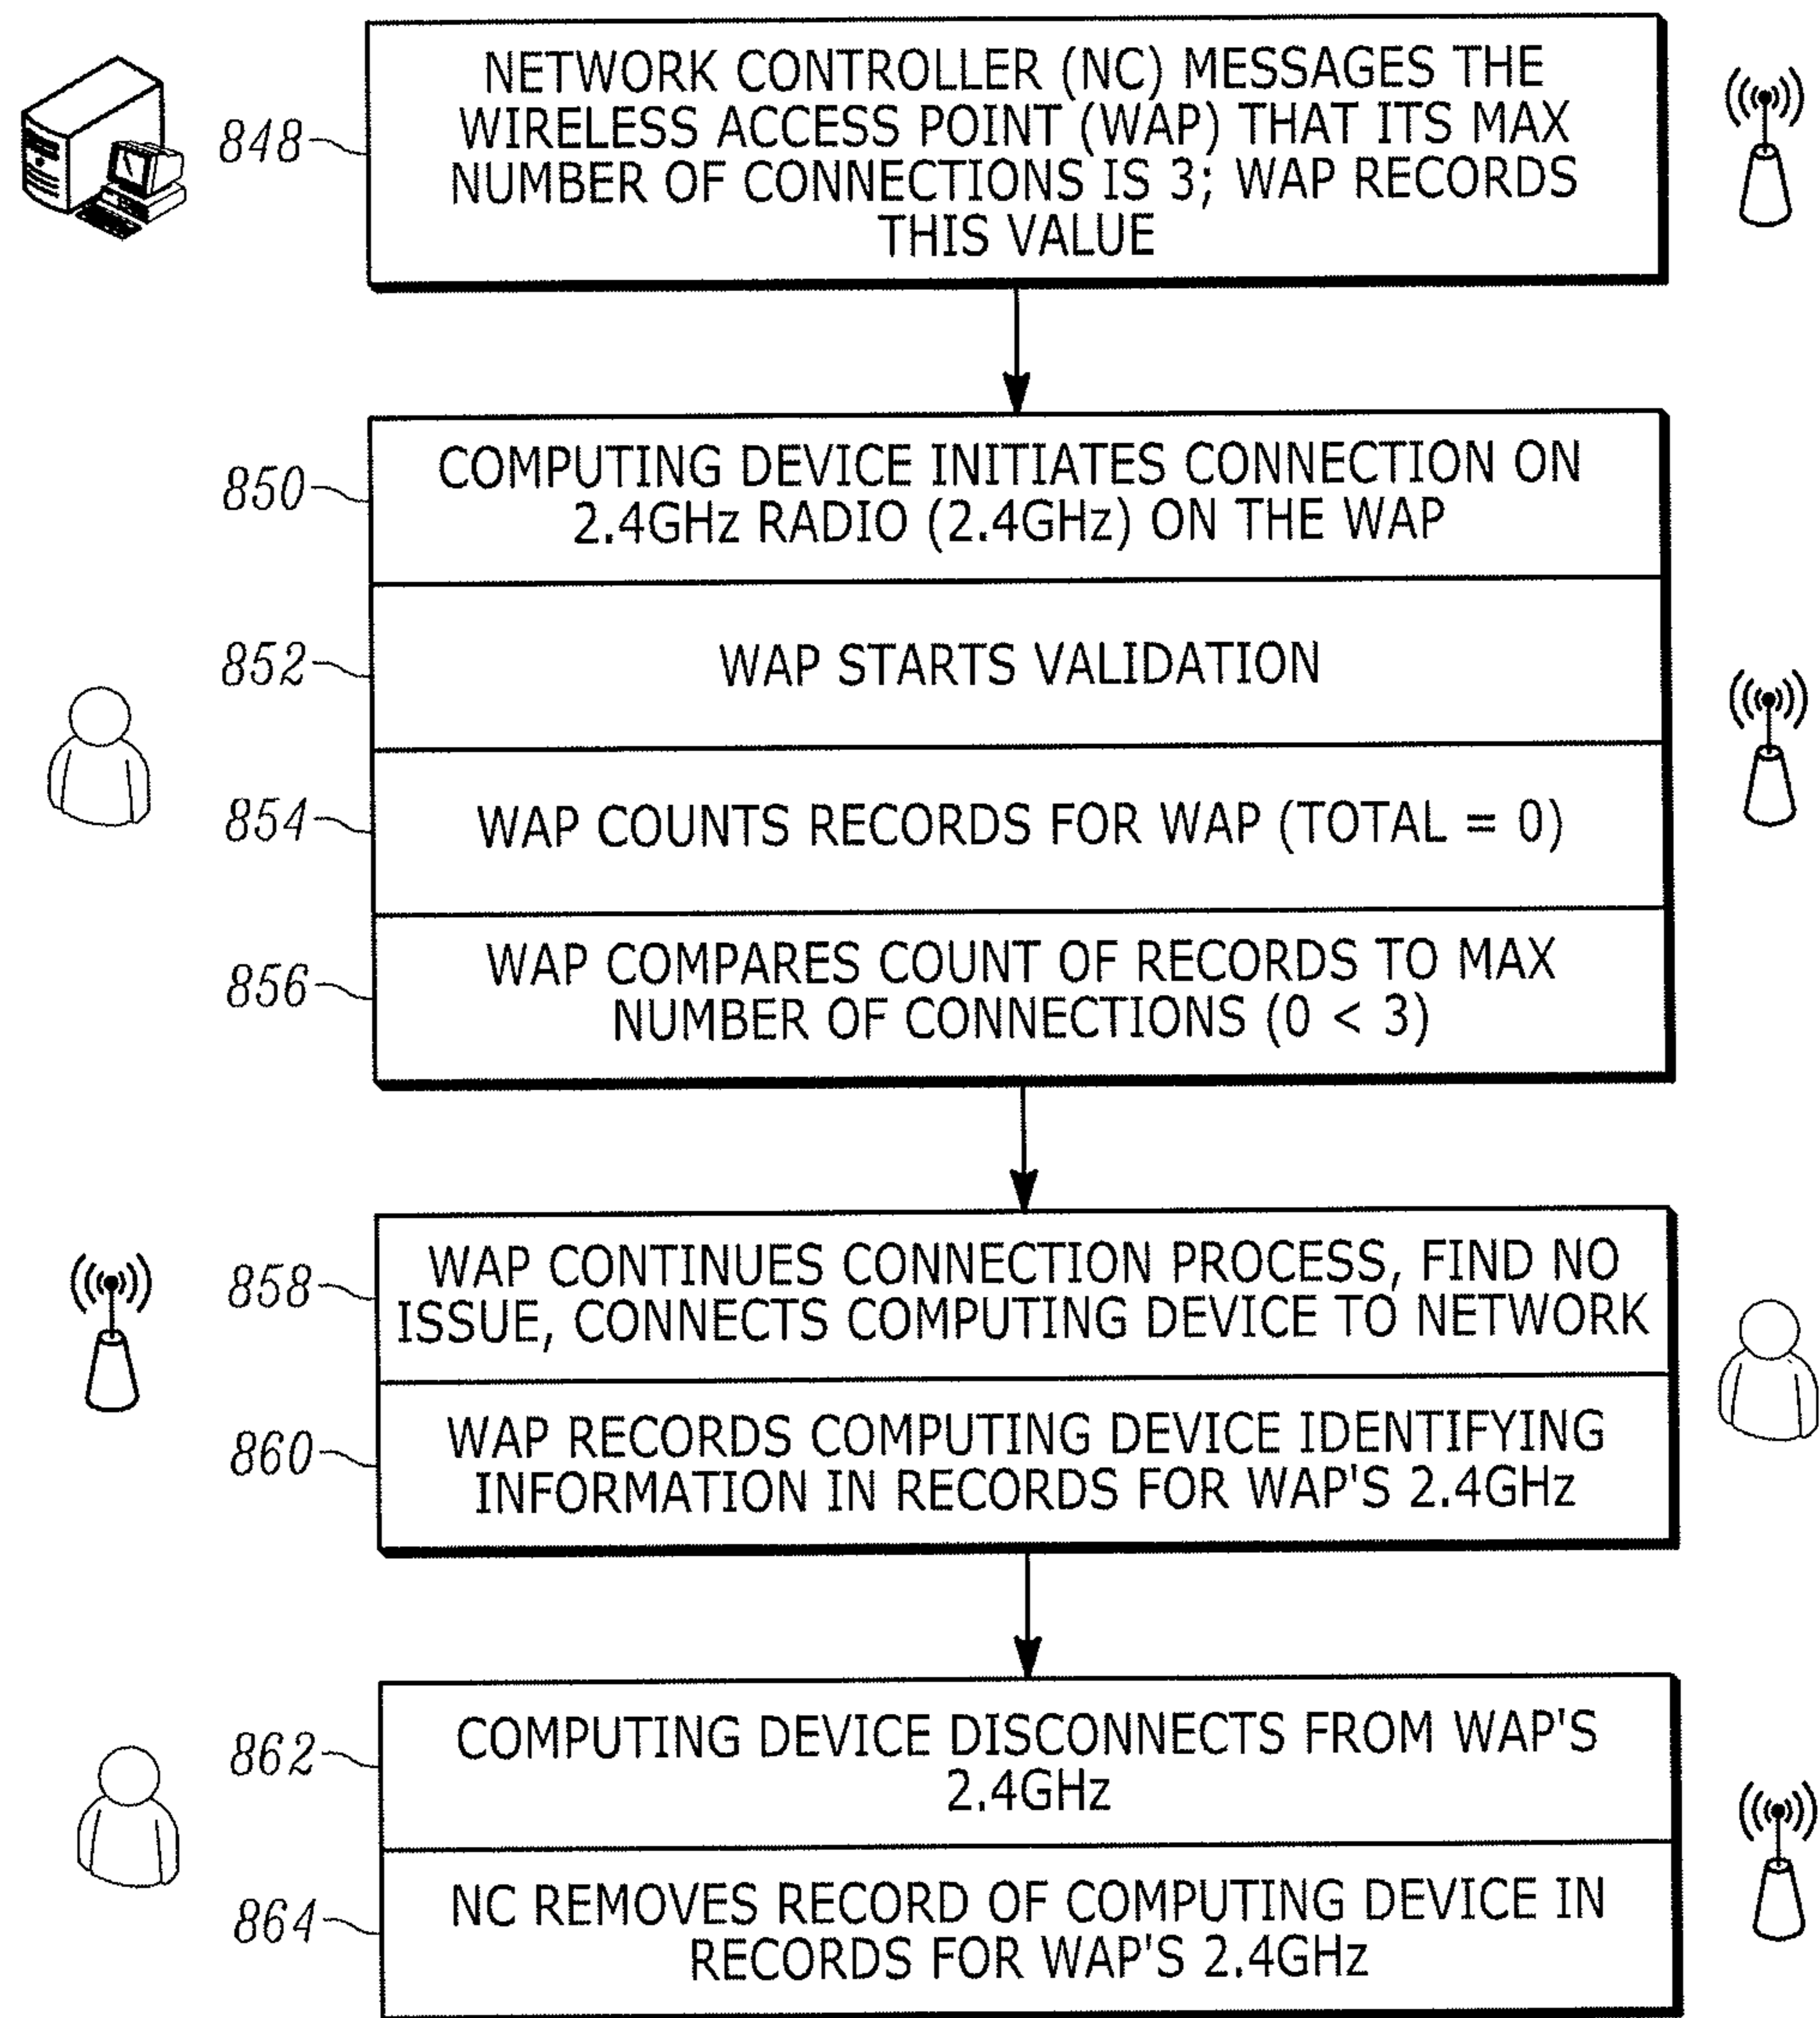 848
NETWORK CONTROLLER (NC) MESSAGES THE
WIRELESS ACCESS POINT (WAP) THAT ITS MAX
NUMBER OF CONNECTIONS IS 3; WAP RECORDS
THIS VALUE
850
COMPUTING DEVICE INITIATES CONNECTION ON
2.4GHz RADIO (2.4GHz) ON THE WAP
852
WAP STARTS VALIDATION
854
WAP COUNTS RECORDS FOR WAP (TOTAL = 0)
856
WAP COMPARES COUNT OF RECORDS TO MAX
NUMBER OF CONNECTIONS (0 < 3)
858
WAP CONTINUES CONNECTION PROCESS, FIND NO
ISSUE, CONNECTS COMPUTING DEVICE TO NETWORK
860
WAP RECORDS COMPUTING DEVICE IDENTIFYING
INFORMATION IN RECORDS FOR WAP'S 2.4GHz
862
COMPUTING DEVICE DISCONNECTS FROM WAP'S
2.4GHz
864
NC REMOVES RECORD OF COMPUTING DEVICE IN
RECORDS FOR WAP'S 2.4GHz